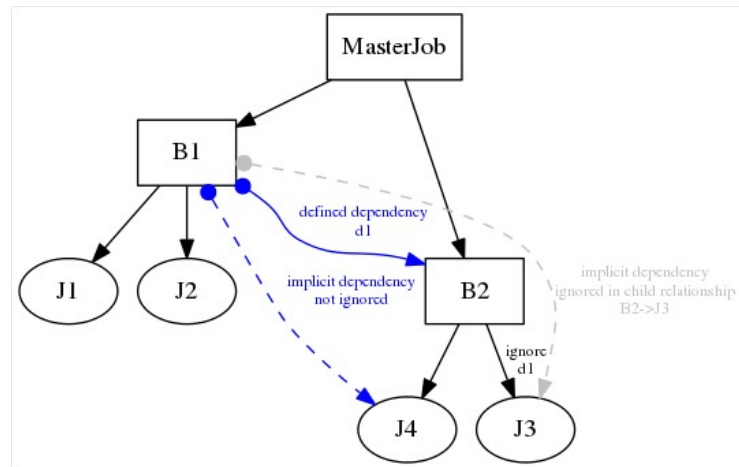 MasterJob
B1
defined dependency
d1
J1
J2
implicit dependency
not ignored
B2
implicit dependency
ignored in child relationship
B2->J3
ignore
d1
J4
J3